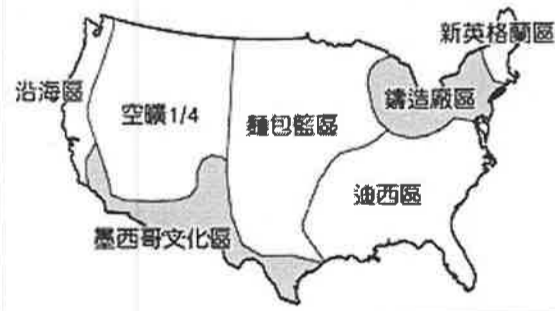 新英格蘭區
沿海區
鑄造廠區
空曠1/4
麵包籃區
迪西區
墨西哥文化區